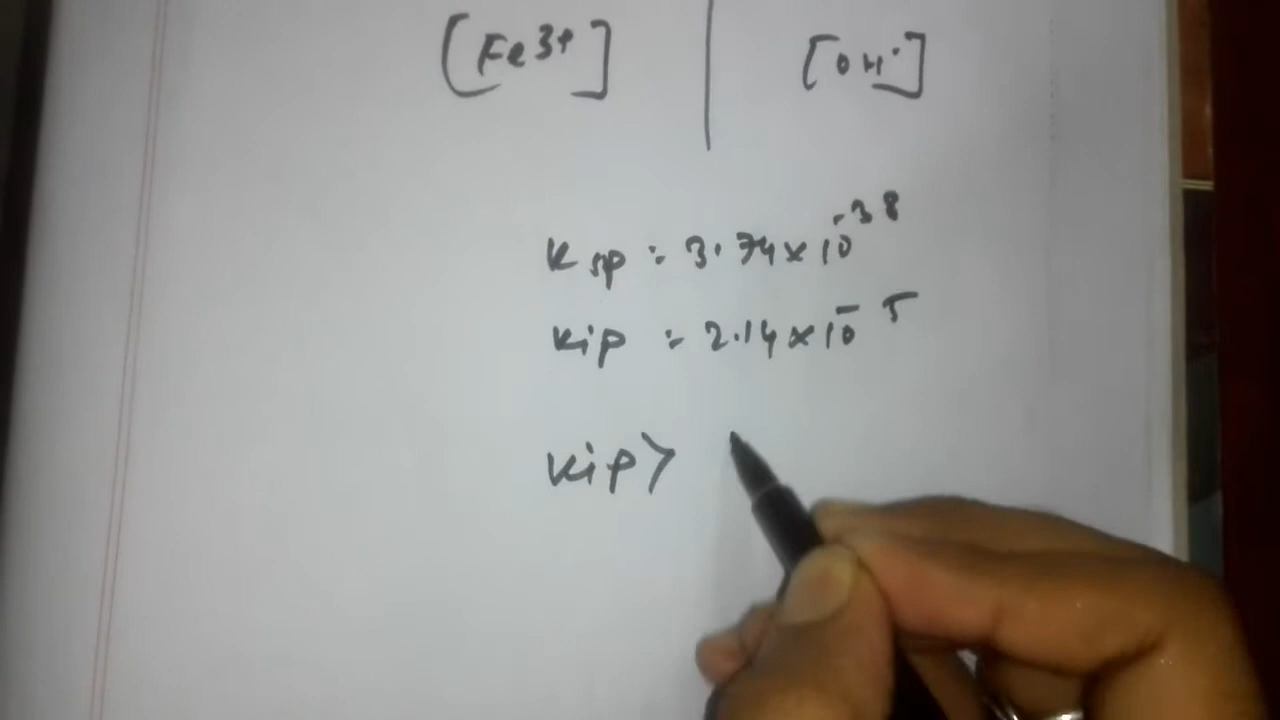 [Fe3+] | [OH-]
Ksp = 3.74 × 10^-38
Kip = 2.14 × 10^-5
Kip >